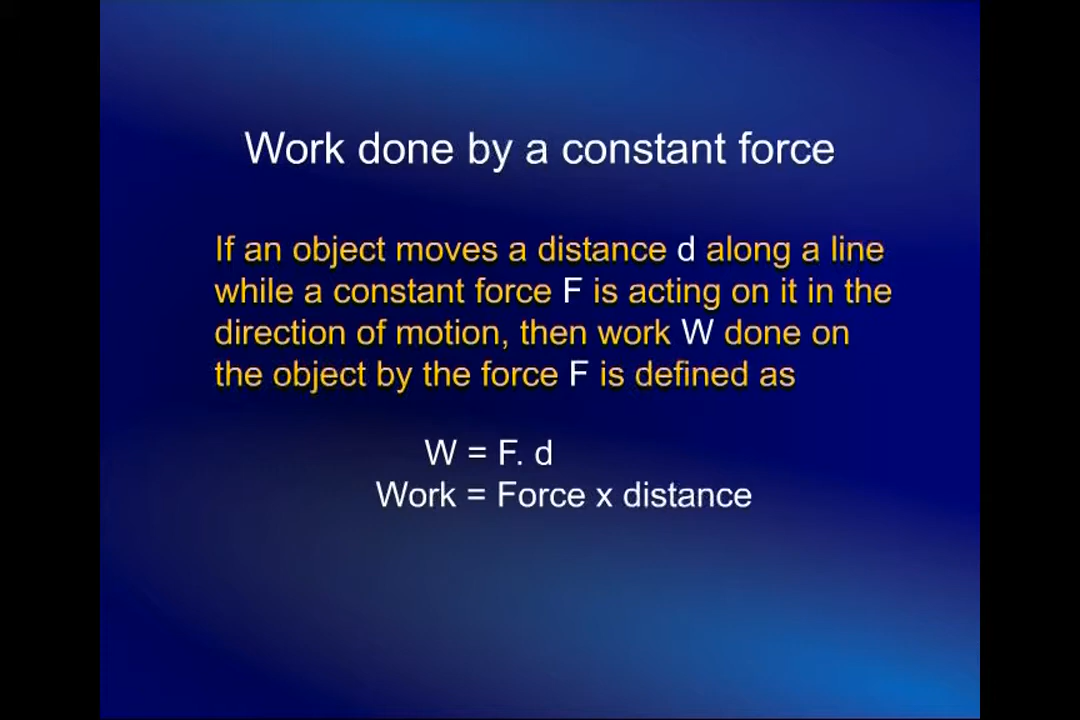 Work done by a constant force
If an object moves a distance d along a line
while a constant force F is acting on it in the
direction of motion, then work W done on
the object by the force F is defined as
W = F. d
Work = Force x distance